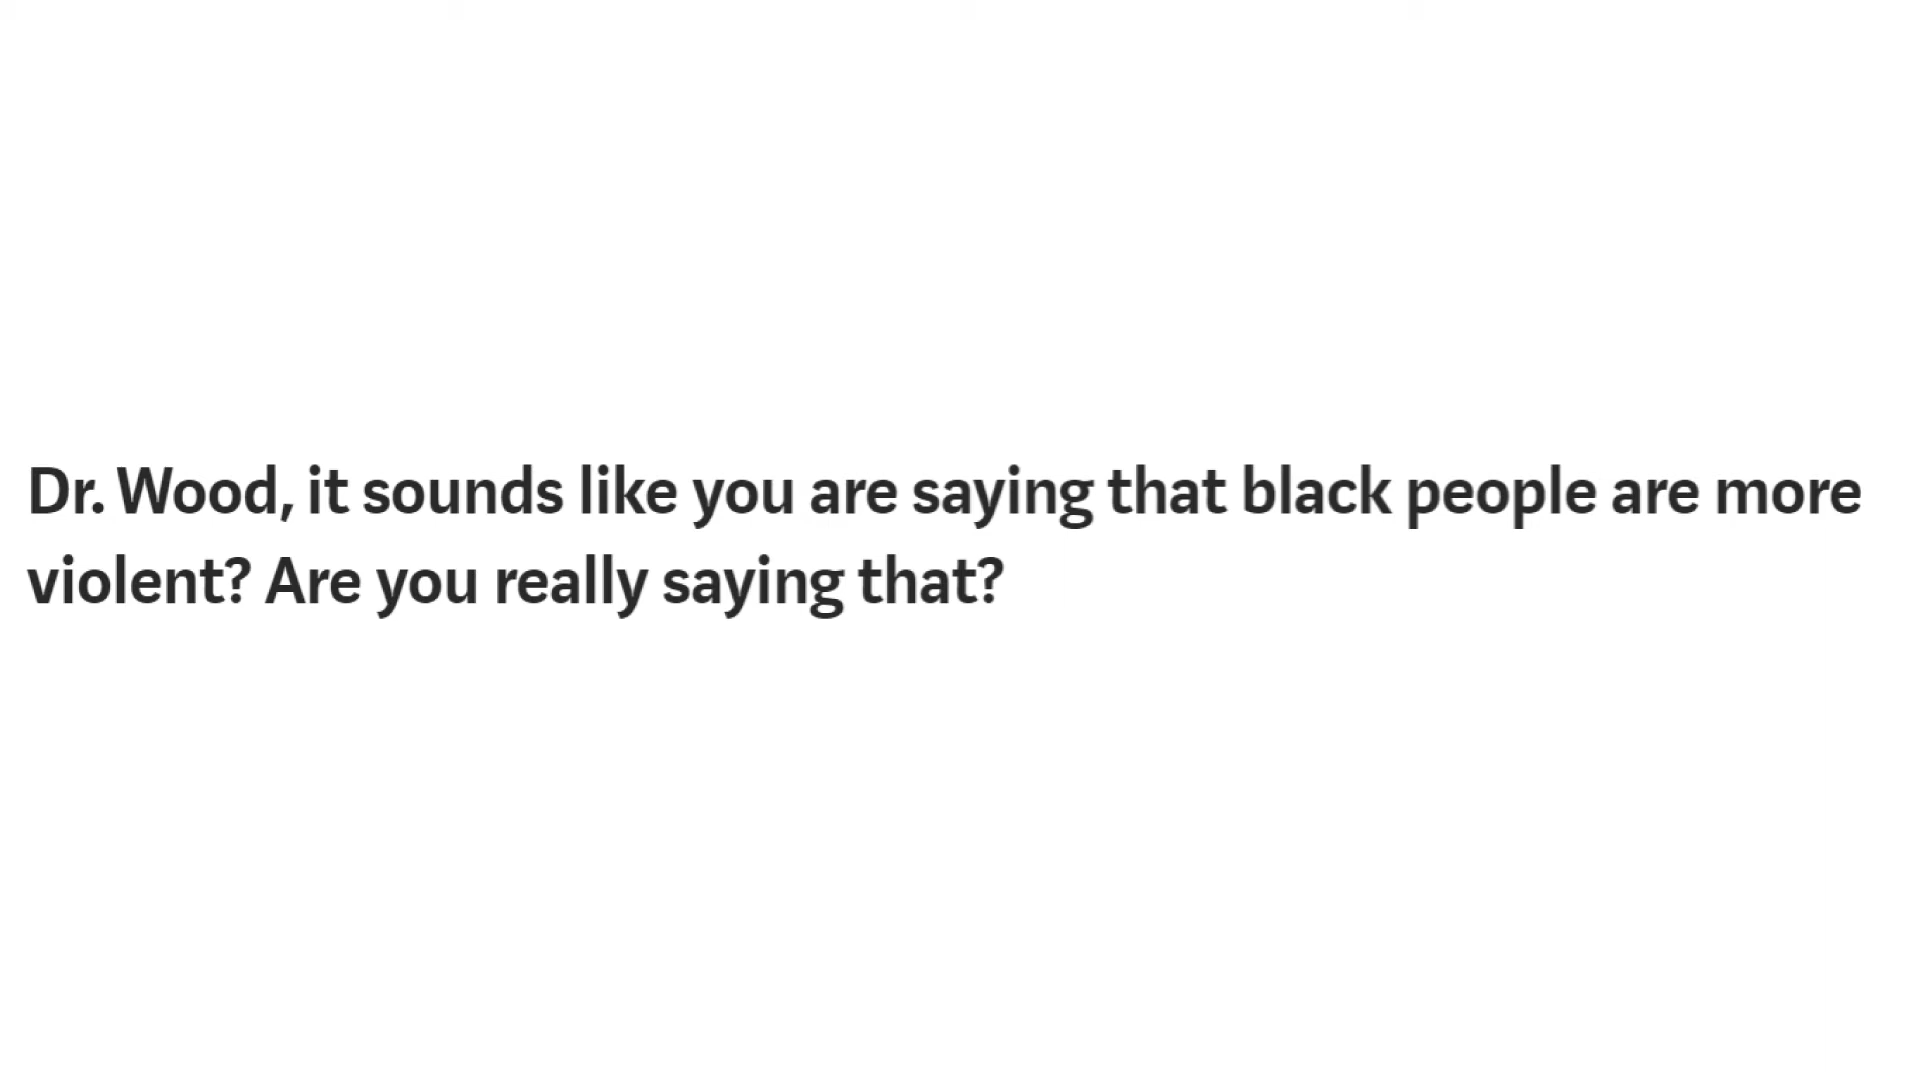 Dr. Wood, it sounds like you are saying that black people are more
violent? Are you really saying that?